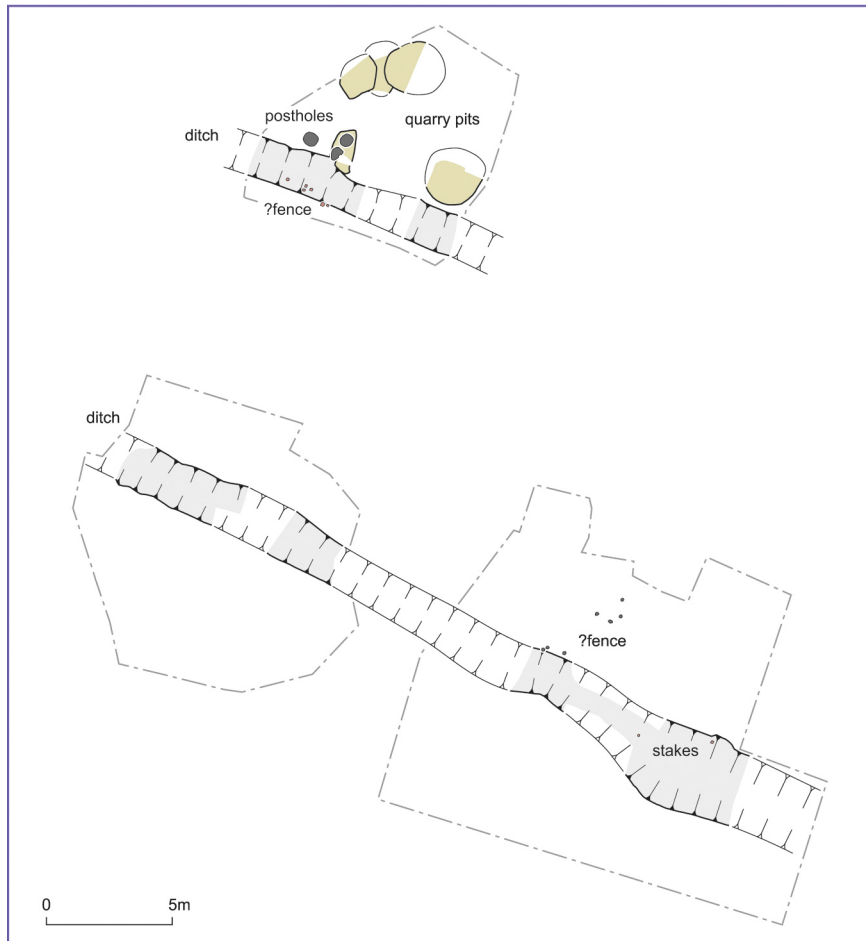 postholes
quarry pits
ditch
?fence
ditch
?fence
stakes
0 5m